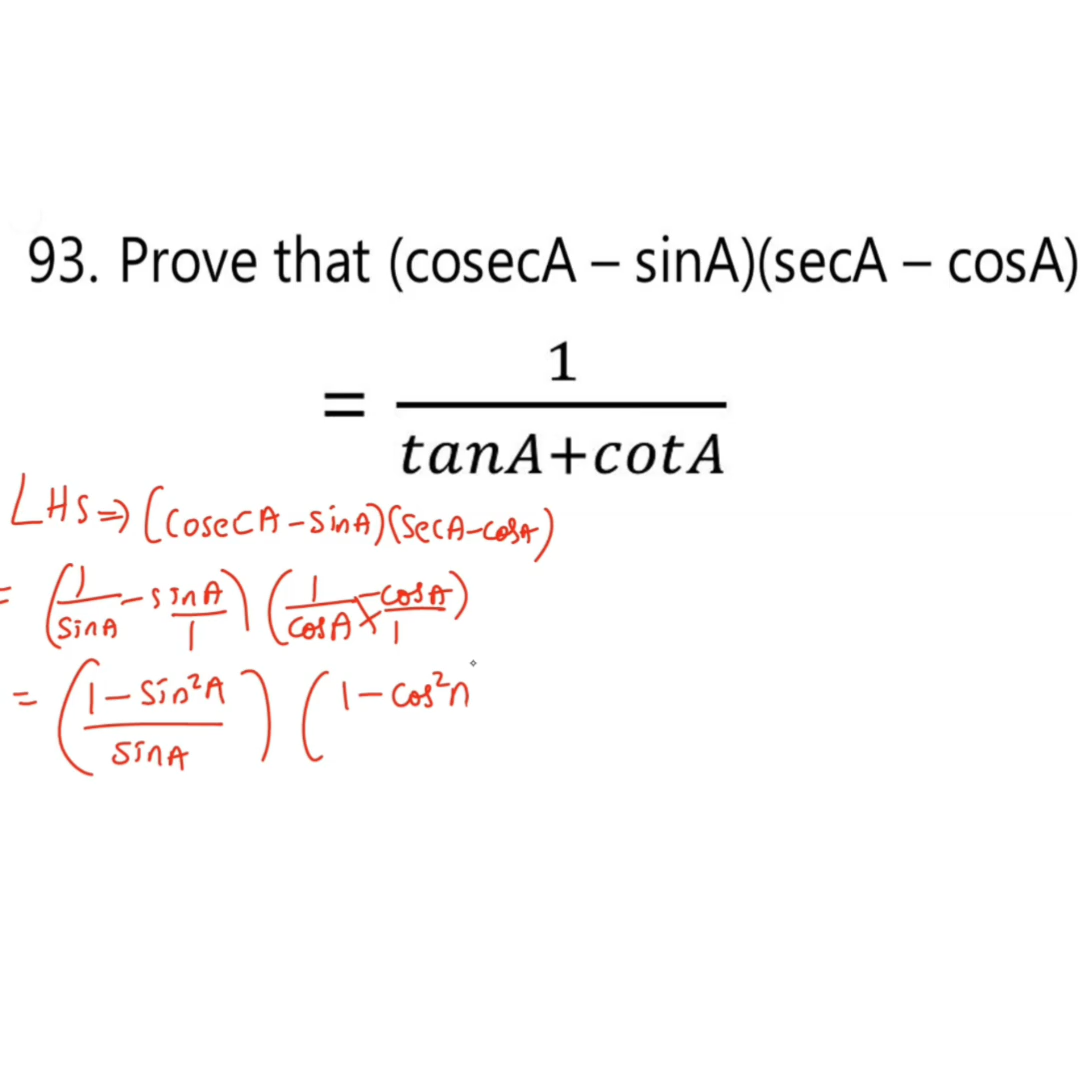 93. Prove that (cosecA – sinA)(secA – cosA)
= 1/(tanA+cotA)
LHS ⇒ (cosecA - sinA)(secA - cosA)
= (1/sinA - sinA/1) (1/cosA - cosA/1)
= ((1 - sin²A)/sinA) (1 - cos²n